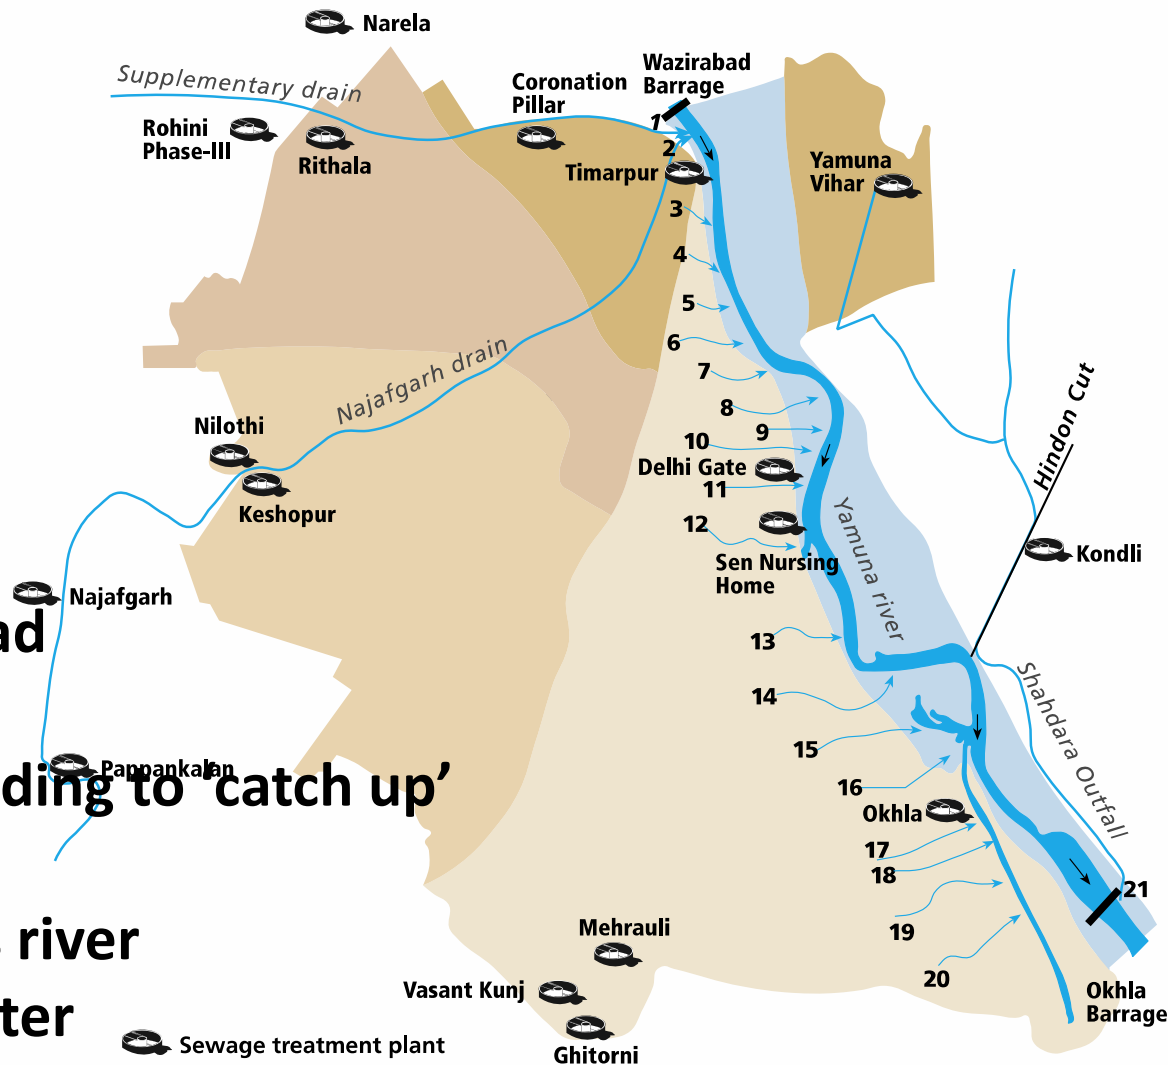 Narela
Supplementary drain
Coronation
Pillar
Wazirabad
Barrage
Rohini
Phase-III
Rithala
1
2
Timarpur
Yamuna
Vihar
3
4
5
6
7
8
9
10
Najafgarh drain
Hindon Cut
Nilothi
Keshopur
Delhi Gate
11
12
Sen Nursing
Home
Yamuna river
Kondli
Najafgarh
ad
13
14
15
16
Shahdara Outfall
Pappankalan
ding to ‘catch up’
Okhla
17
18
19
20
21
river
ter
Mehrauli
Vasant Kunj
Ghitorni
Okhla
Barrage
Sewage treatment plant